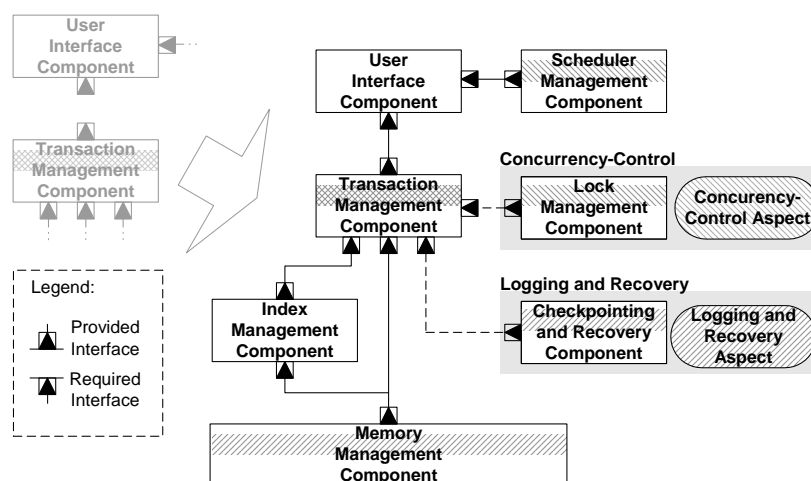 User
Interface
Component
Transaction
Management
Component
User
Interface
Component
Scheduler
Management
Component
Concurrency-Control
Transaction
Management
Component
Lock
Management
Component
Concurency-
Control Aspect
Legend:
Provided
Interface
Required
Interface
Index
Management
Component
Logging and Recovery
Checkpointing
and Recovery
Component
Logging and
Recovery
Aspect
Memory
Management
Component